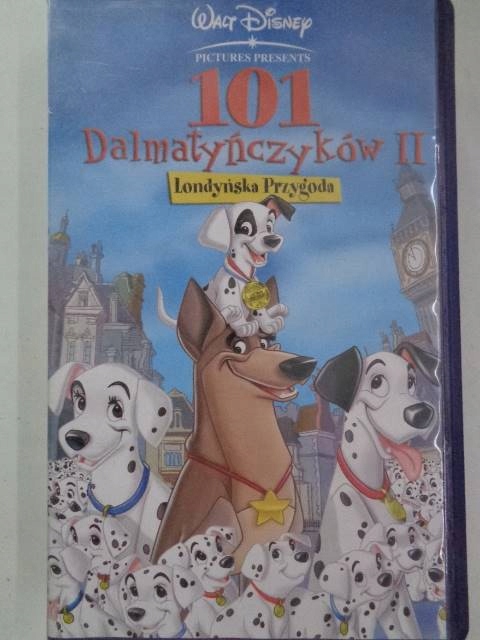 WALT DISNEY
PICTURES PRESENTS
101
Dalmatyńczyków II
Londyńska Przygoda